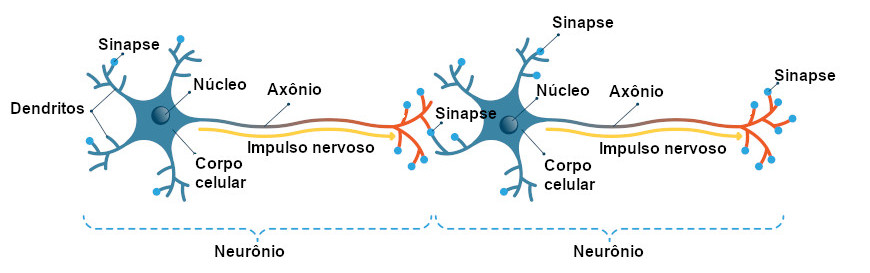 Sinapse
Dendritos
Núcleo
Axônio
Impulso nervoso
Corpo
celular
Neurônio
Sinapse
Sinapse
Núcleo
Axônio
Impulso nervoso
Corpo
celular
Sinapse
Neurônio